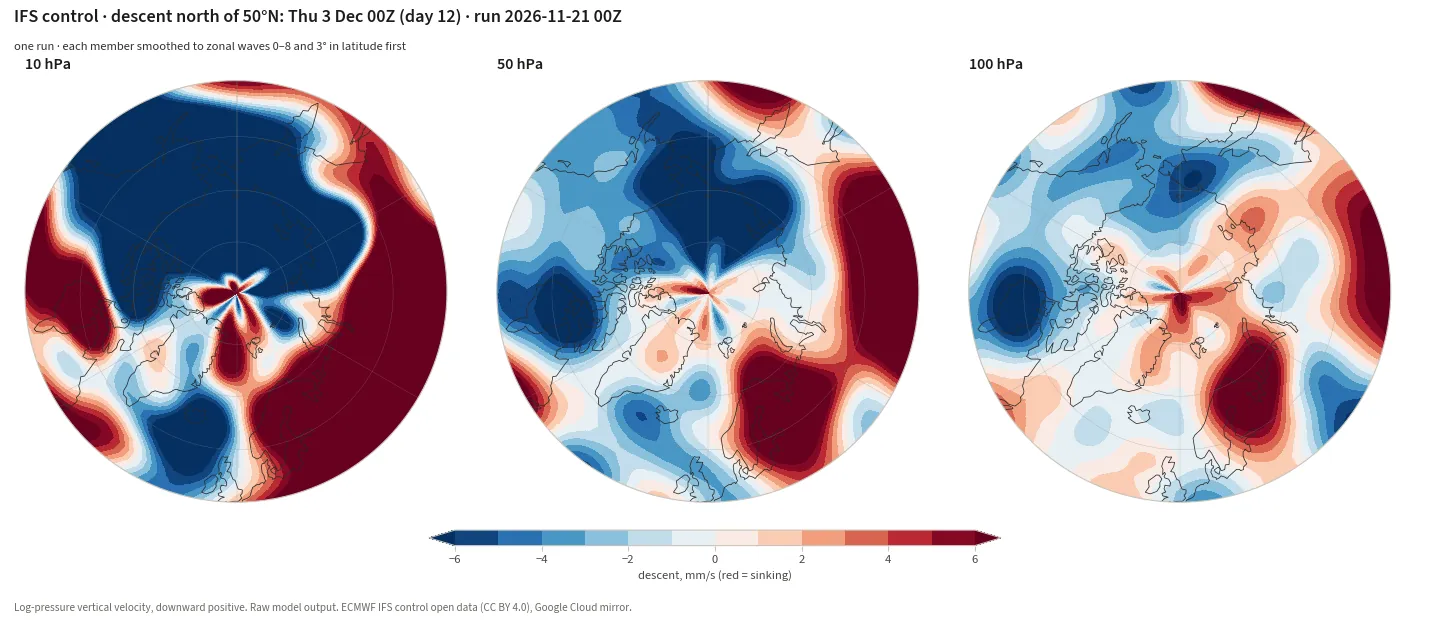 IFS control · descent north of 50°N: Thu 3 Dec 00Z (day 12) · run 2026-11-21 00Z
one run · each member smoothed to zonal waves 0–8 and 3° in latitude first
10 hPa
50 hPa
100 hPa
−6 −4 −2 0 2 4 6
descent, mm/s (red = sinking)
Log-pressure vertical velocity, downward positive. Raw model output. ECMWF IFS control open data (CC BY 4.0), Google Cloud mirror.